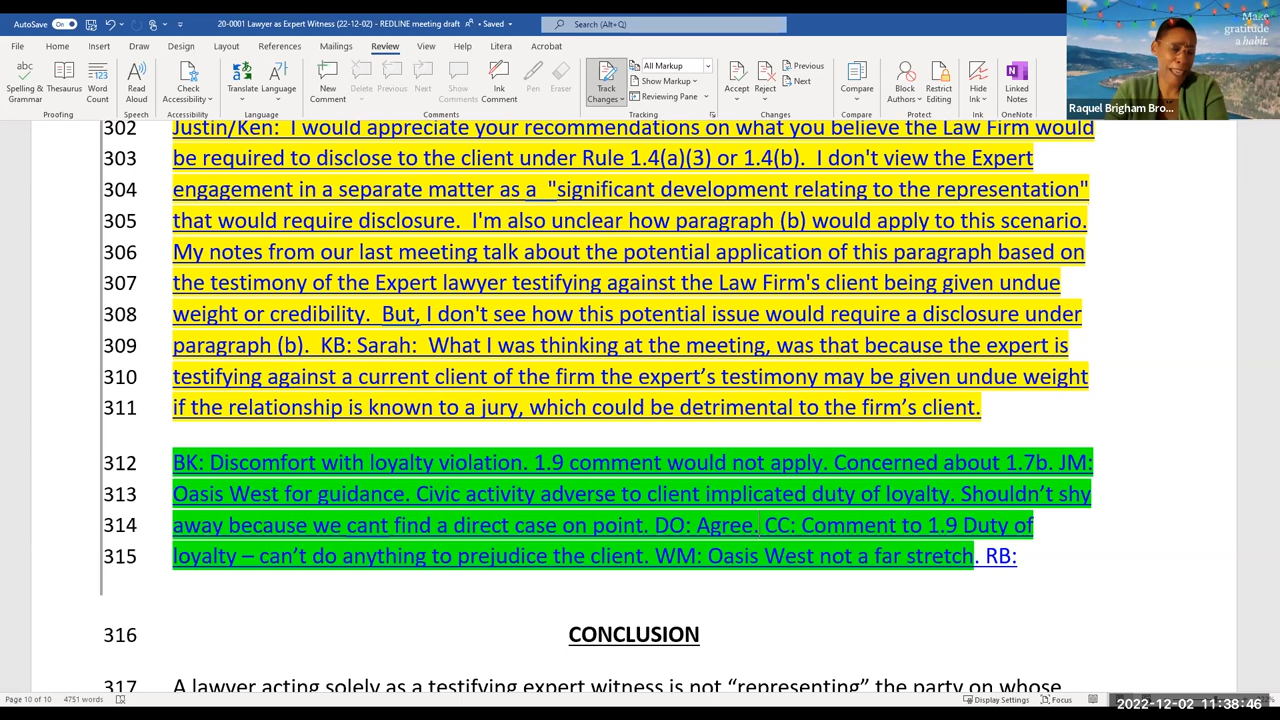 AutoSave On 20-0001 Lawyer as Expert Witness (22-12-02) - REDLINE meeting draft • Saved Search (Alt+Q)
Make gratitude a habit.
File Home Insert Draw Design Layout References Mailings Review View Help Litera Acrobat
Spelling & Grammar Thesaurus Word Count Read Aloud Check Accessibility Translate Language New Comment Delete Previous Next Show Comments Ink Comment Pen Eraser Track Changes All Markup Show Markup Reviewing Pane Accept Reject Previous Next Compare Block Authors Restrict Editing Hide Ink Linked Notes
Proofing Speech Accessibility Language Comments Inking Tracking Changes Compare Protect Ink OneNote
Raquel Brigham Bro...
302 Justin/Ken: I would appreciate your recommendations on what you believe the Law Firm would
303 be required to disclose to the client under Rule 1.4(a)(3) or 1.4(b). I don't view the Expert
304 engagement in a separate matter as a "significant development relating to the representation"
305 that would require disclosure. I'm also unclear how paragraph (b) would apply to this scenario.
306 My notes from our last meeting talk about the potential application of this paragraph based on
307 the testimony of the Expert lawyer testifying against the Law Firm's client being given undue
308 weight or credibility. But, I don't see how this potential issue would require a disclosure under
309 paragraph (b). KB: Sarah: What I was thinking at the meeting, was that because the expert is
310 testifying against a current client of the firm the expert’s testimony may be given undue weight
311 if the relationship is known to a jury, which could be detrimental to the firm’s client.
312 BK: Discomfort with loyalty violation. 1.9 comment would not apply. Concerned about 1.7b. JM:
313 Oasis West for guidance. Civic activity adverse to client implicated duty of loyalty. Shouldn’t shy
314 away because we cant find a direct case on point. DO: Agree. CC: Comment to 1.9 Duty of
315 loyalty – can’t do anything to prejudice the client. WM: Oasis West not a far stretch. RB:
316 CONCLUSION
317 A lawyer acting solely as a testifying expert witness is not “representing” the party on whose
Page 10 of 10 4751 words Display Settings Focus
2022-12-02 11:38:46